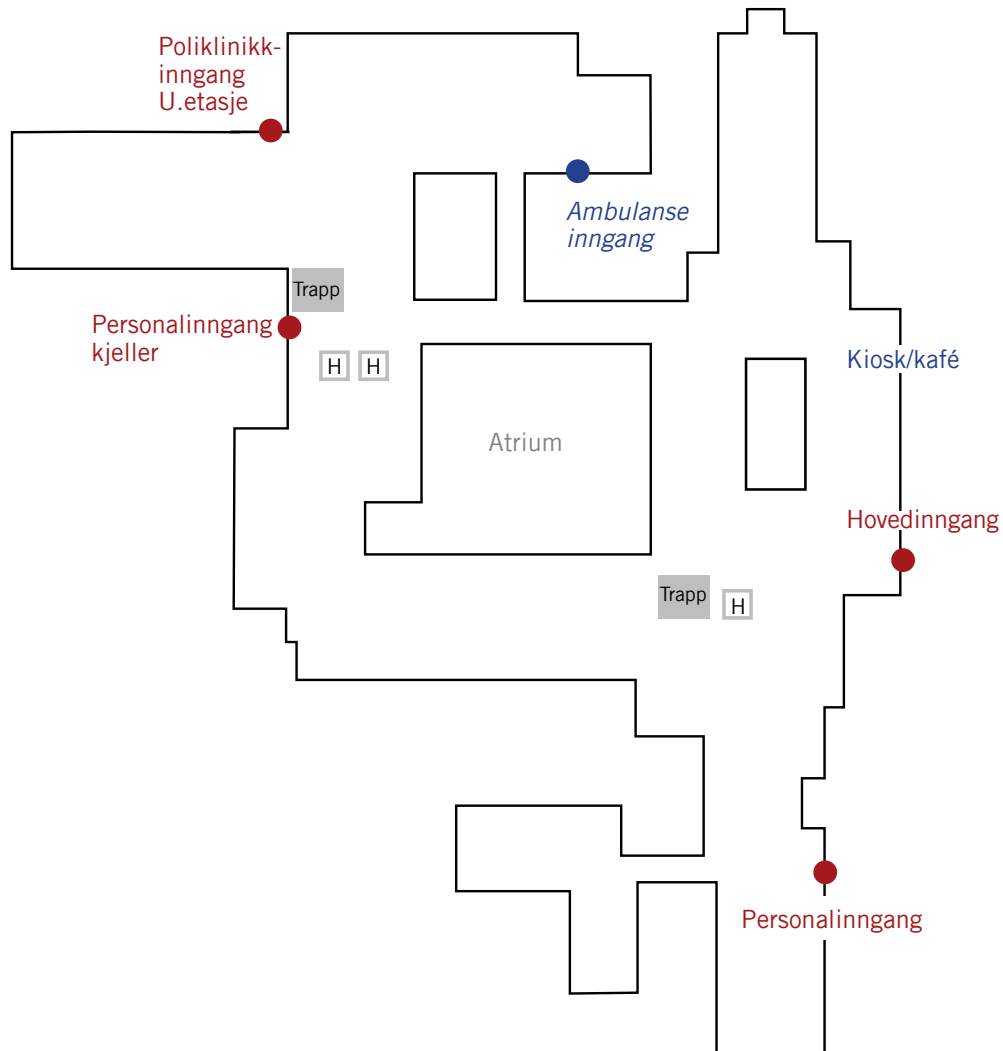 Poliklinikk-
inngang
U.etasje
Ambulanse
inngang
Trapp
Personalinngang
kjeller
H H
Kiosk/kafé
Atrium
Hovedinngang
Trapp
H
Personalinngang